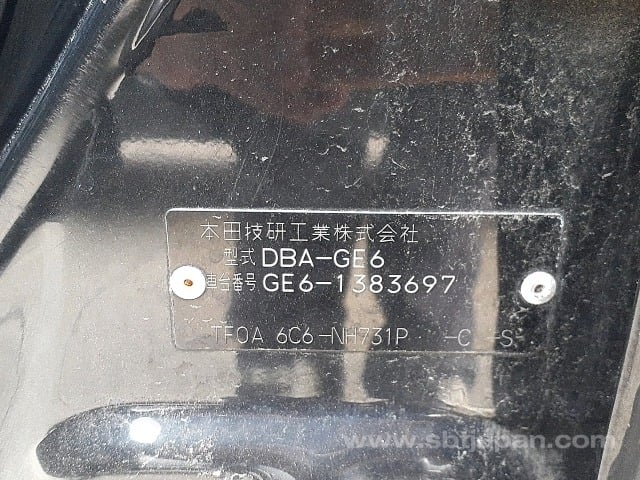 本田技研工業株式会社
型式 DBA-GE6
車台番号 GE6-1383697
TF0A 6C6-NH731P -C -S
www.sbtjapan.com